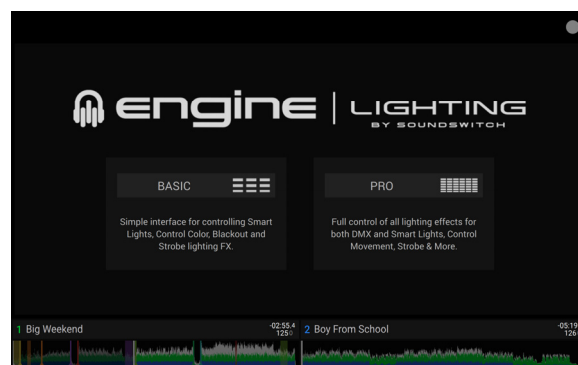 engine | LIGHTING
BY SOUNDSWITCH
BASIC
Simple interface for controlling Smart
Lights, Control Color, Blackout and
Strobe lighting FX.
PRO
Full control of all lighting effects for
both DMX and Smart Lights, Control
Movement, Strobe & More.
1 Big Weekend
-02:55.4
125
2 Boy From School
-05:19
126